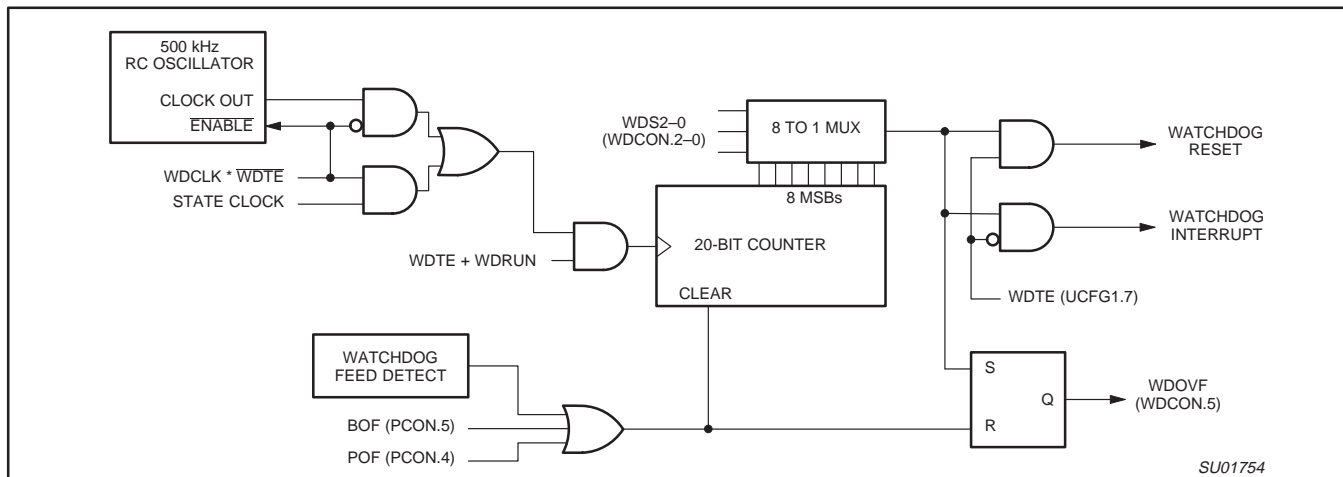 500 kHz
RC OSCILLATOR
CLOCK OUT
ENABLE
WDCLK * WDTE
STATE CLOCK
WDTE + WDRUN
WDS2–0
(WDCON.2–0)
8 TO 1 MUX
8 MSBs
20-BIT COUNTER
CLEAR
WATCHDOG
RESET
WATCHDOG
INTERRUPT
WDTE (UCFG1.7)
WATCHDOG
FEED DETECT
BOF (PCON.5)
POF (PCON.4)
S
Q
R
WDOVF
(WDCON.5)
SU01754